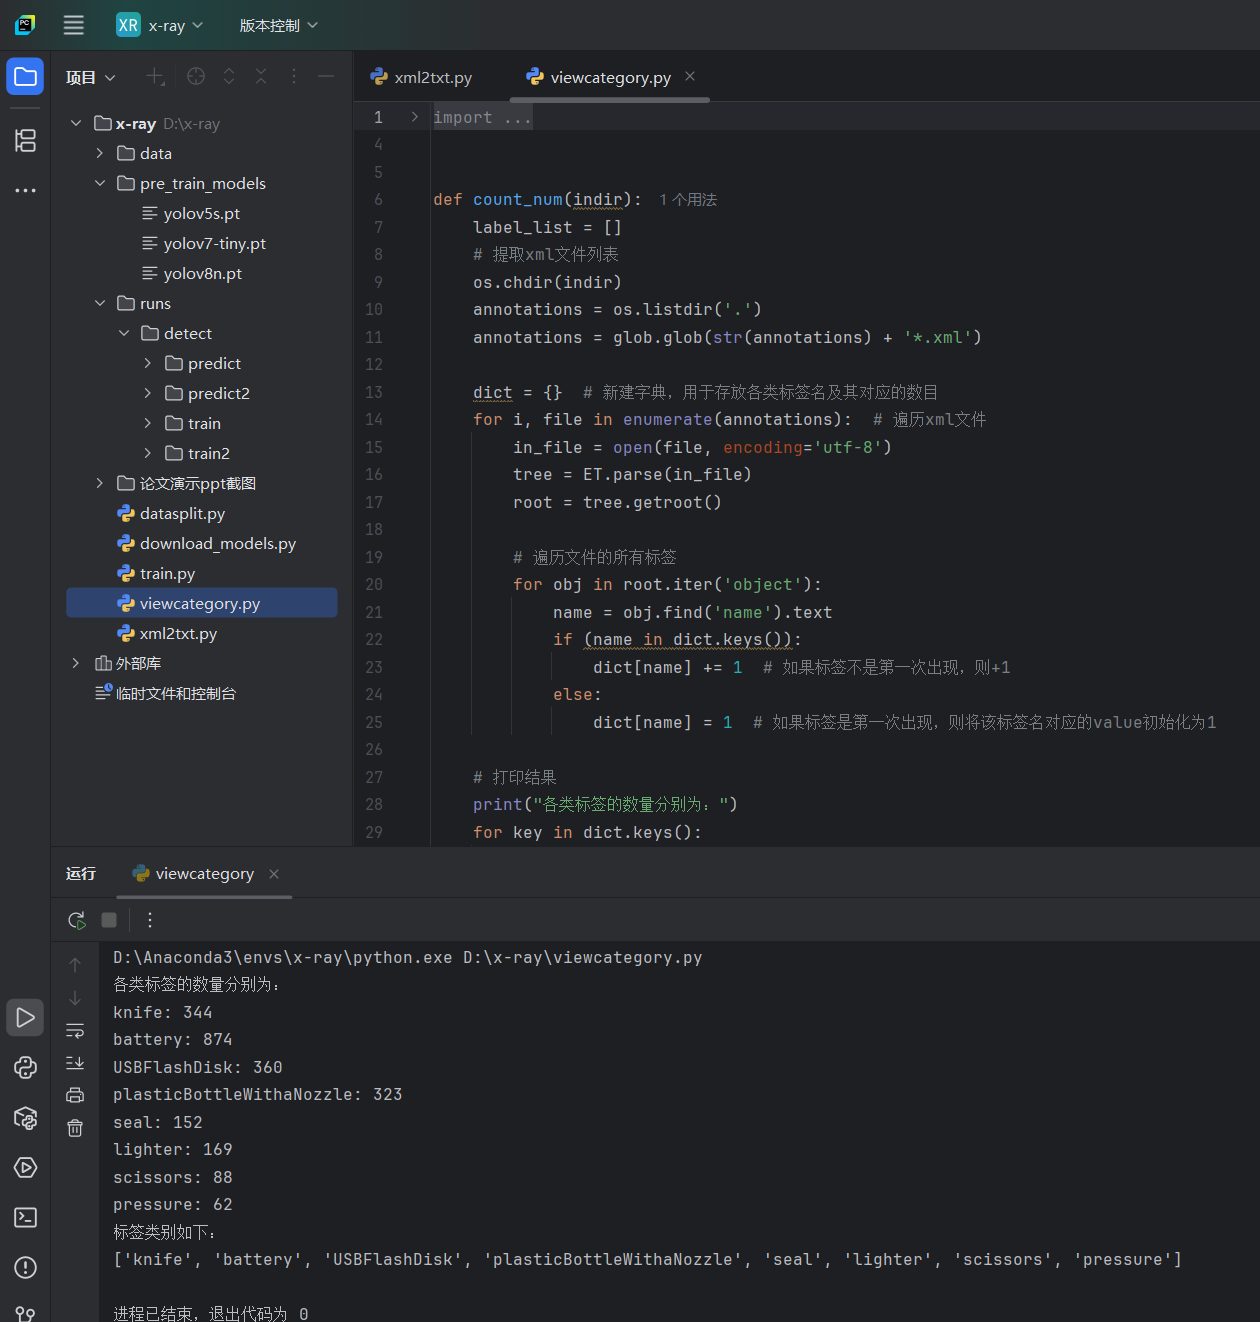 XR x-ray 版本控制
项目
xml2txt.py
viewcategory.py
x-ray D:\x-ray
data
pre_train_models
yolov5s.pt
yolov7-tiny.pt
yolov8n.pt
runs
detect
predict
predict2
train
train2
论文演示ppt截图
datasplit.py
download_models.py
train.py
viewcategory.py
xml2txt.py
外部库
临时文件和控制台
1 import ...
4
5
6 def count_num(indir): 1 个用法
7 label_list = []
8 # 提取xml文件列表
9 os.chdir(indir)
10 annotations = os.listdir('.')
11 annotations = glob.glob(str(annotations) + '*.xml')
12
13 dict = {} # 新建字典，用于存放各类标签名及其对应的数目
14 for i, file in enumerate(annotations): # 遍历xml文件
15 in_file = open(file, encoding='utf-8')
16 tree = ET.parse(in_file)
17 root = tree.getroot()
18
19 # 遍历文件的所有标签
20 for obj in root.iter('object'):
21 name = obj.find('name').text
22 if (name in dict.keys()):
23 dict[name] += 1 # 如果标签不是第一次出现，则+1
24 else:
25 dict[name] = 1 # 如果标签是第一次出现，则将该标签名对应的value初始化为1
26
27 # 打印结果
28 print("各类标签的数量分别为：")
29 for key in dict.keys():
运行
viewcategory
D:\Anaconda3\envs\x-ray\python.exe D:\x-ray\viewcategory.py
各类标签的数量分别为：
knife: 344
battery: 874
USBFlashDisk: 360
plasticBottleWithaNozzle: 323
seal: 152
lighter: 169
scissors: 88
pressure: 62
标签类别如下：
['knife', 'battery', 'USBFlashDisk', 'plasticBottleWithaNozzle', 'seal', 'lighter', 'scissors', 'pressure']
进程已结束，退出代码为 0